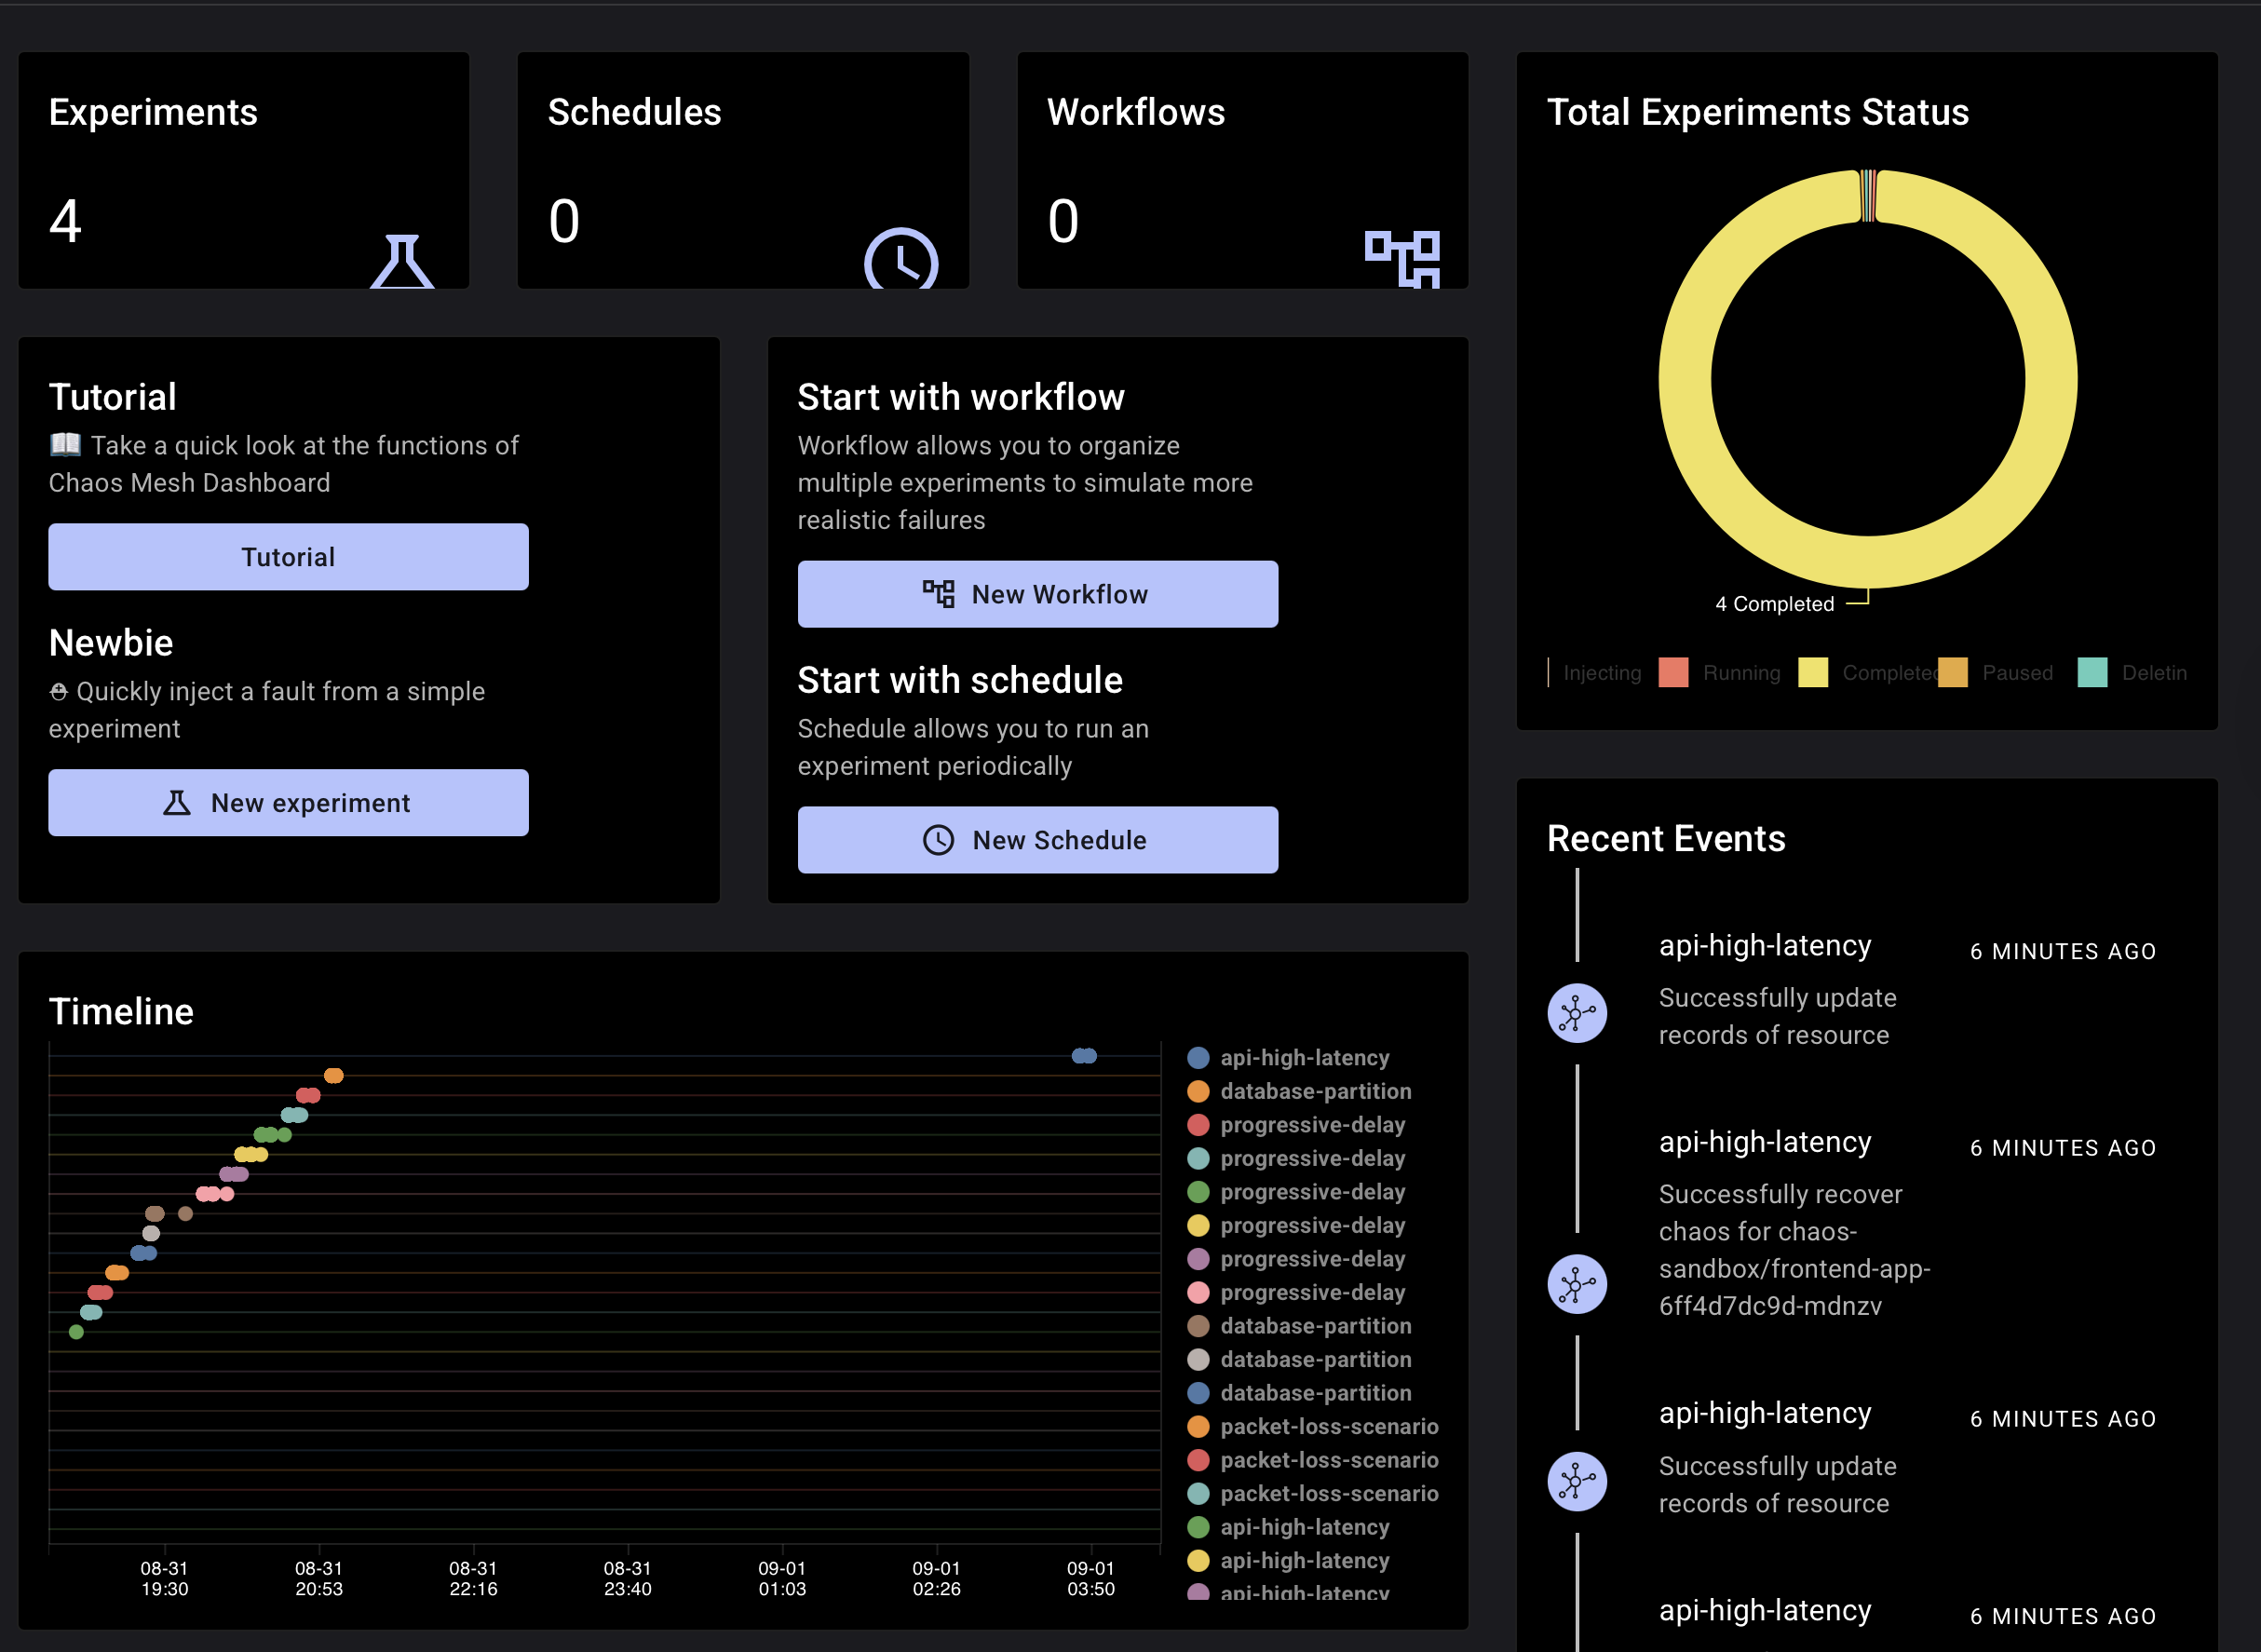 Experiments
4
Schedules
0
Workflows
0
Tutorial
📖 Take a quick look at the functions of
Chaos Mesh Dashboard
Tutorial
Newbie
⛑ Quickly inject a fault from a simple
experiment
New experiment
Start with workflow
Workflow allows you to organize
multiple experiments to simulate more
realistic failures
New Workflow
Start with schedule
Schedule allows you to run an
experiment periodically
New Schedule
Timeline
api-high-latency
database-partition
progressive-delay
progressive-delay
progressive-delay
progressive-delay
progressive-delay
progressive-delay
database-partition
database-partition
database-partition
packet-loss-scenario
packet-loss-scenario
packet-loss-scenario
api-high-latency
api-high-latency
api-high-latency
08-31 08-31 08-31 08-31 09-01 09-01 09-01
19:30 20:53 22:16 23:40 01:03 02:26 03:50
Total Experiments Status
4 Completed
Injecting Running Completed Paused Deletin
Recent Events
api-high-latency 6 MINUTES AGO
Successfully update
records of resource
api-high-latency 6 MINUTES AGO
Successfully recover
chaos for chaos-
sandbox/frontend-app-
6ff4d7dc9d-mdnzv
api-high-latency 6 MINUTES AGO
Successfully update
records of resource
api-high-latency 6 MINUTES AGO